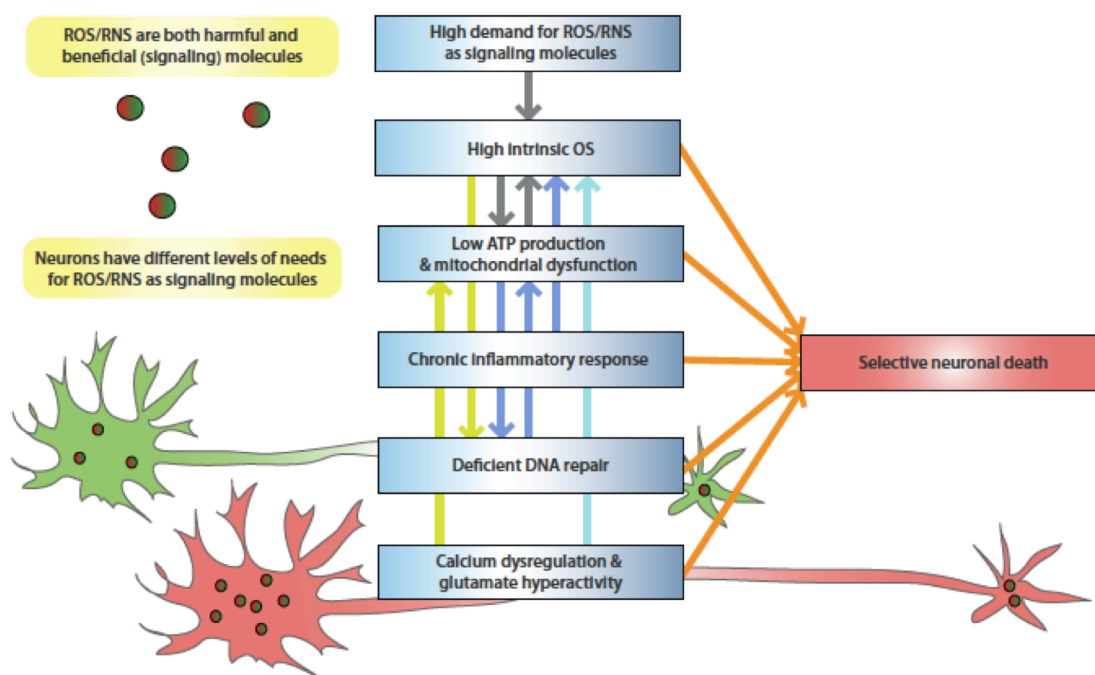 ROS/RNS are both harmful and
beneficial (signaling) molecules
High demand for ROS/RNS
as signaling molecules
High intrinsic OS
Neurons have different levels of needs
for ROS/RNS as signaling molecules
Low ATP production
& mitochondrial dysfunction
Chronic inflammatory response
Selective neuronal death
Deficient DNA repair
Calcium dysregulation &
glutamate hyperactivity